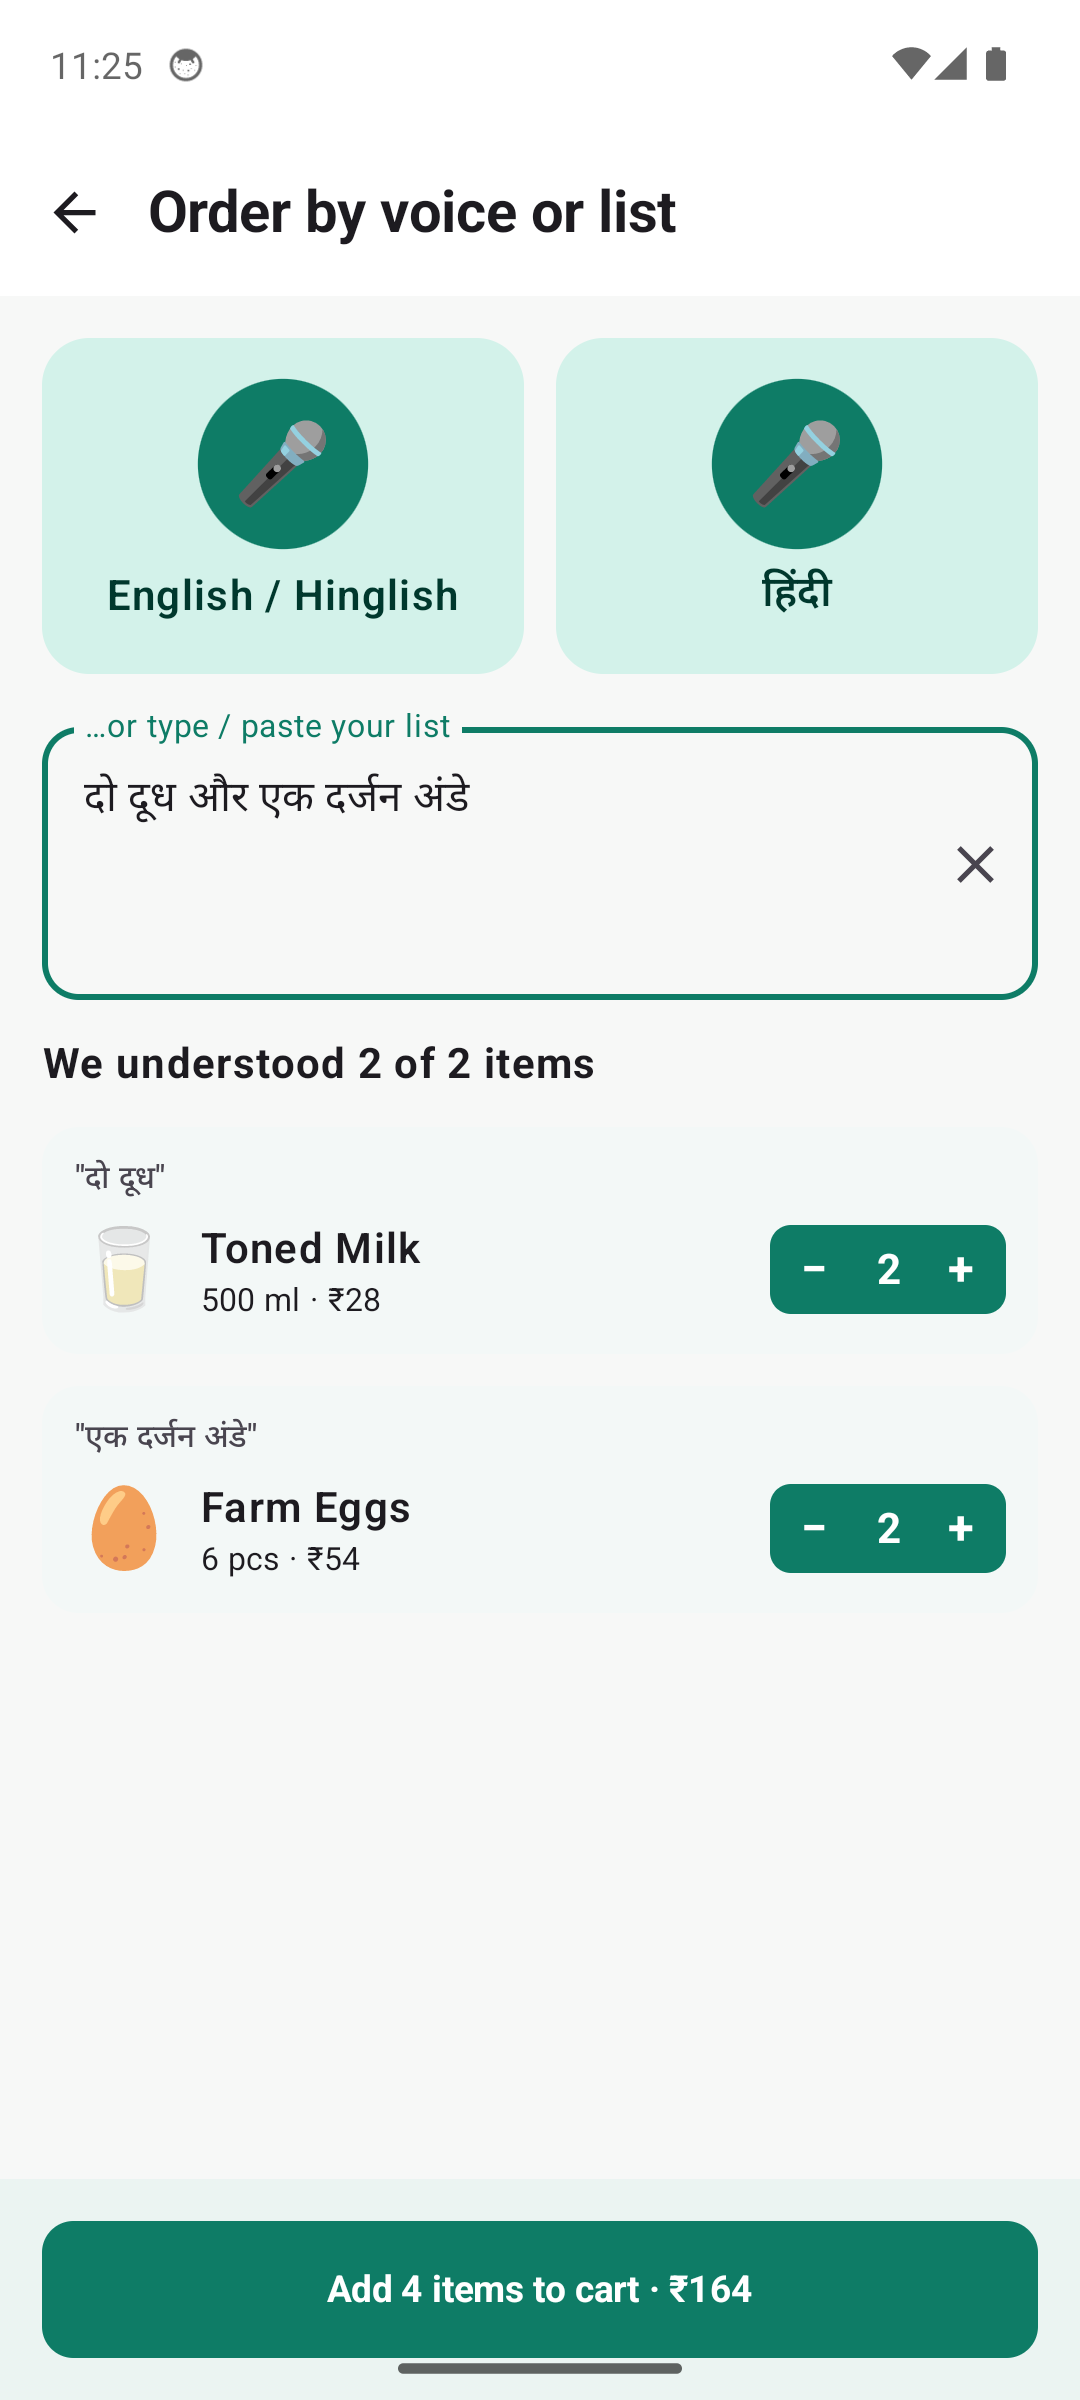 11:25
Order by voice or list
English / Hinglish
हिंदी
...or type / paste your list
दो दूध और एक दर्जन अंडे
We understood 2 of 2 items
"दो दूध"
Toned Milk
500 ml · ₹28
− 2 +
"एक दर्जन अंडे"
Farm Eggs
6 pcs · ₹54
− 2 +
Add 4 items to cart · ₹164